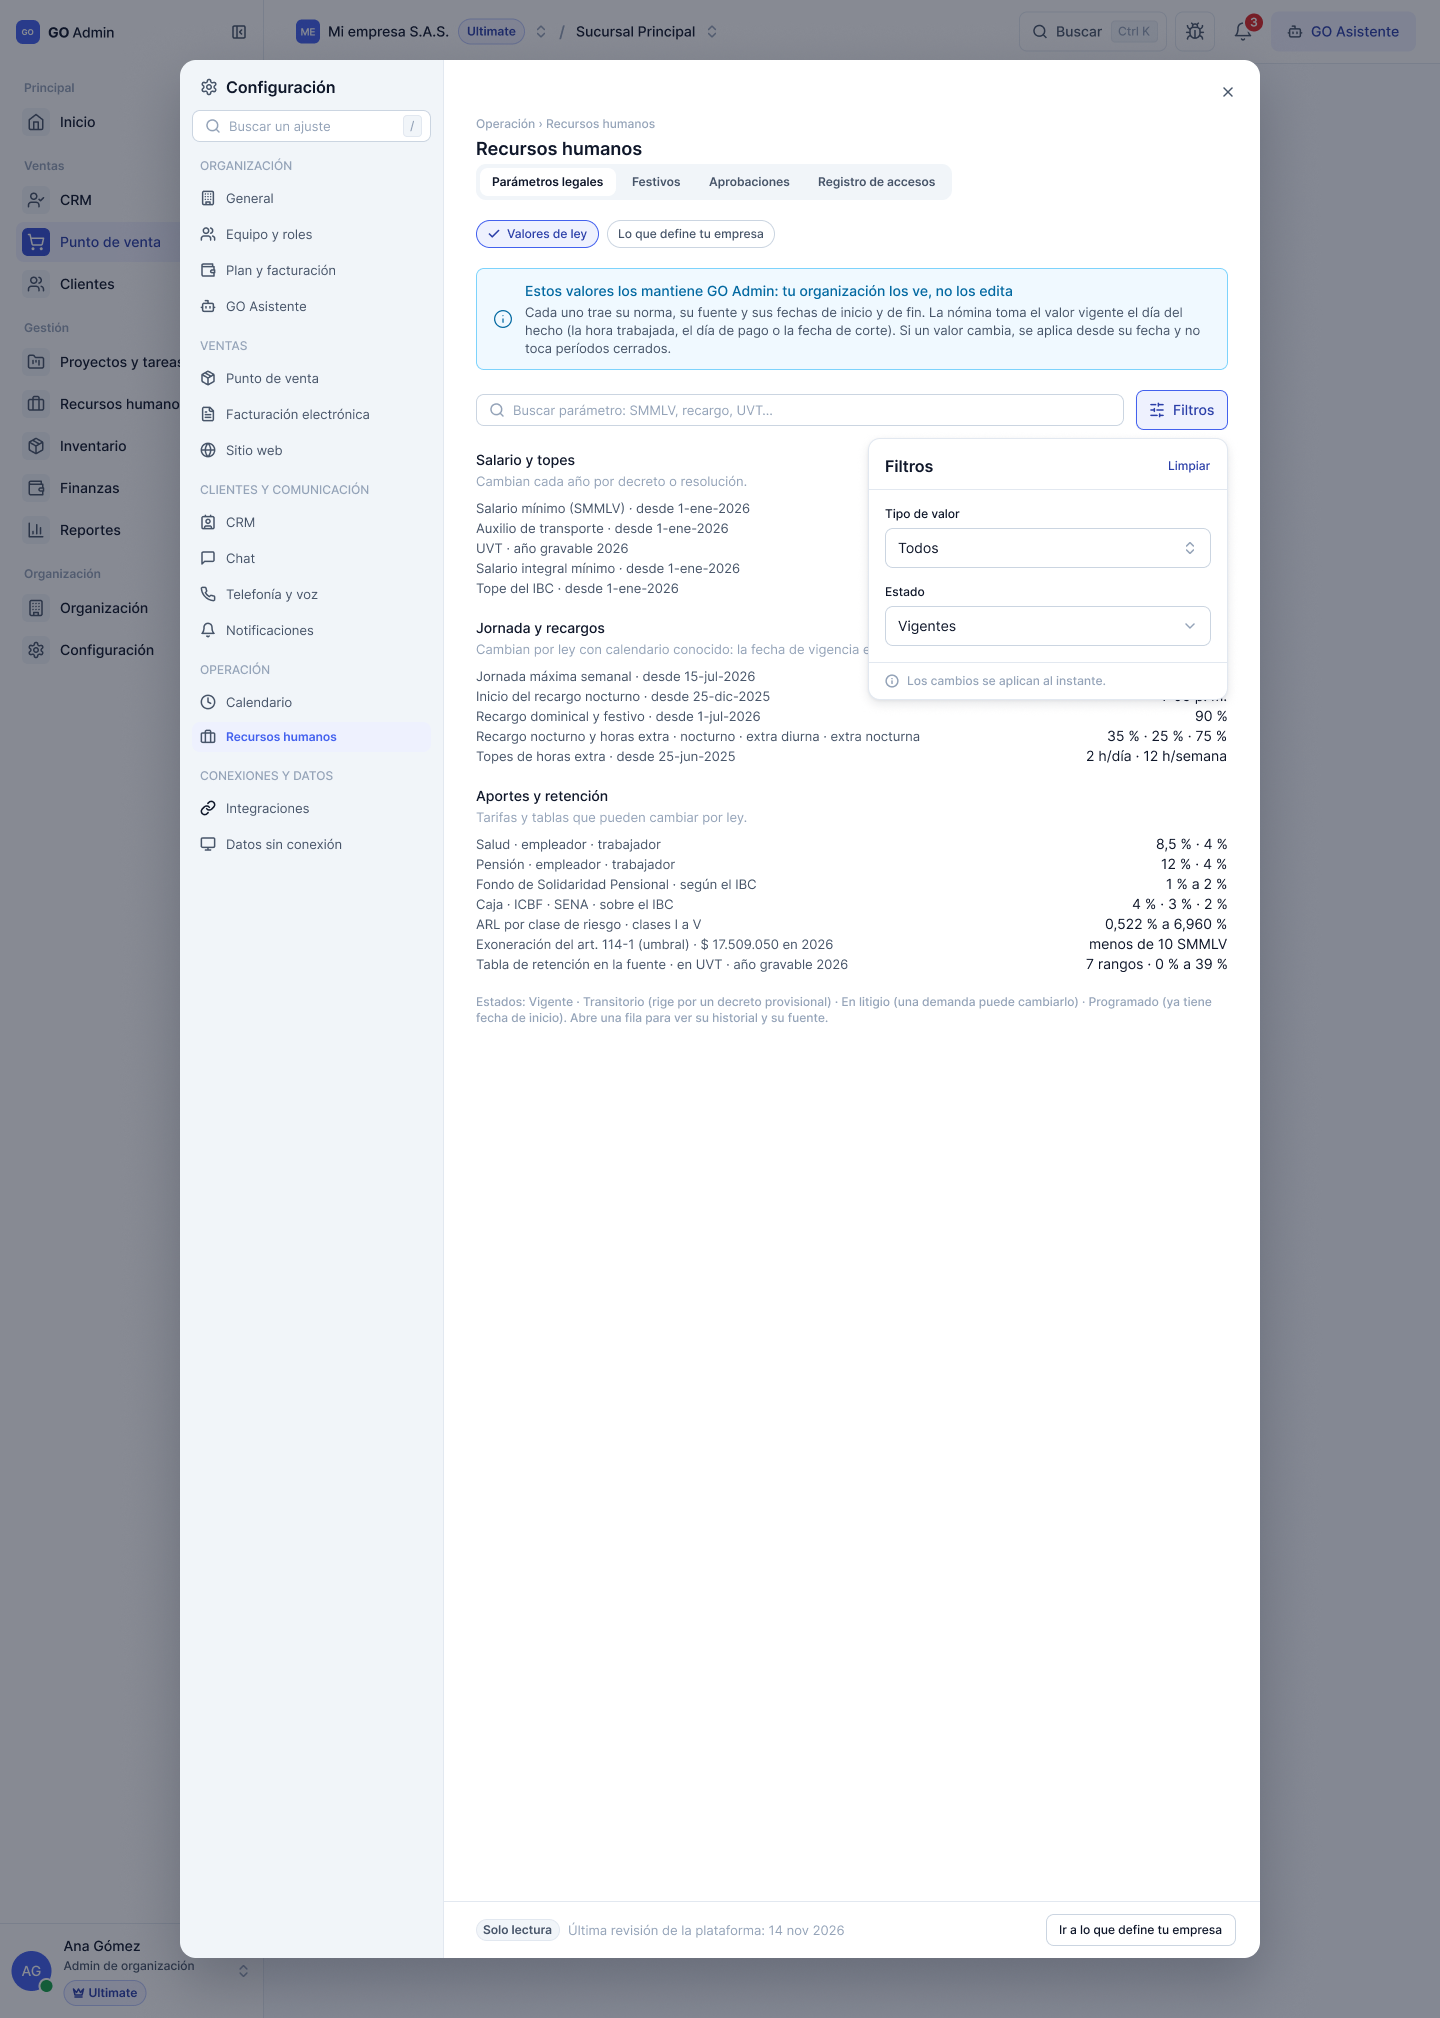 GO
GO Admin
ME
Mi empresa S.A.S.
Ultimate
/
Sucursal Principal
Buscar
Ctrl K
3
GO Asistente
Principal
Inicio
Ventas
CRM
Punto de venta
Clientes
Gestión
Proyectos y tareas
Recursos humano
Inventario
Finanzas
Reportes
Organización
Organización
Configuración
Ana Gómez
AG
Admin de organización
Ultimate
Configuración
Buscar un ajuste
/
ORGANIZACIÓN
General
Equipo y roles
Plan y facturación
GO Asistente
VENTAS
Punto de venta
Facturación electrónica
Sitio web
CLIENTES Y COMUNICACIÓN
CRM
Chat
Telefonía y voz
Notificaciones
OPERACIÓN
Calendario
Recursos humanos
CONEXIONES Y DATOS
Integraciones
Datos sin conexión
Operación › Recursos humanos
Recursos humanos
Parámetros legales
Festivos
Aprobaciones
Registro de accesos
Valores de ley
Lo que define tu empresa
Estos valores los mantiene GO Admin: tu organización los ve, no los edita
Cada uno trae su norma, su fuente y sus fechas de inicio y de fin. La nómina toma el valor vigente el día del
hecho (la hora trabajada, el día de pago o la fecha de corte). Si un valor cambia, se aplica desde su fecha y no
toca períodos cerrados.
Buscar parámetro: SMMLV, recargo, UVT...
Filtros
Filtros
Limpiar
Tipo de valor
Todos
Estado
Vigentes
Los cambios se aplican al instante.
Salario y topes
Cambian cada año por decreto o resolución.
Salario mínimo (SMMLV) · desde 1-ene-2026
Auxilio de transporte · desde 1-ene-2026
UVT · año gravable 2026
Salario integral mínimo · desde 1-ene-2026
Tope del IBC · desde 1-ene-2026
Jornada y recargos
Cambian por ley con calendario conocido: la fecha de vigencia
Jornada máxima semanal · desde 15-jul-2026
Inicio del recargo nocturno · desde 25-dic-2025
Recargo dominical y festivo · desde 1-jul-2026
90 %
Recargo nocturno y horas extra · nocturno · extra diurna · extra nocturna
35 % · 25 % · 75 %
Topes de horas extra · desde 25-jun-2025
2 h/día · 12 h/semana
Aportes y retención
Tarifas y tablas que pueden cambiar por ley.
Salud · empleador · trabajador
8,5 % · 4 %
Pensión · empleador · trabajador
12 % · 4 %
Fondo de Solidaridad Pensional · según el IBC
1 % a 2 %
Caja · ICBF · SENA · sobre el IBC
4 % · 3 % · 2 %
ARL por clase de riesgo · clases I a V
0,522 % a 6,960 %
Exoneración del art. 114-1 (umbral) · $ 17.509.050 en 2026
menos de 10 SMMLV
Tabla de retención en la fuente · en UVT · año gravable 2026
7 rangos · 0 % a 39 %
Estados: Vigente · Transitorio (rige por un decreto provisional) · En litigio (una demanda puede cambiarlo) · Programado (ya tiene
fecha de inicio). Abre una fila para ver su historial y su fuente.
Solo lectura
Última revisión de la plataforma: 14 nov 2026
Ir a lo que define tu empresa